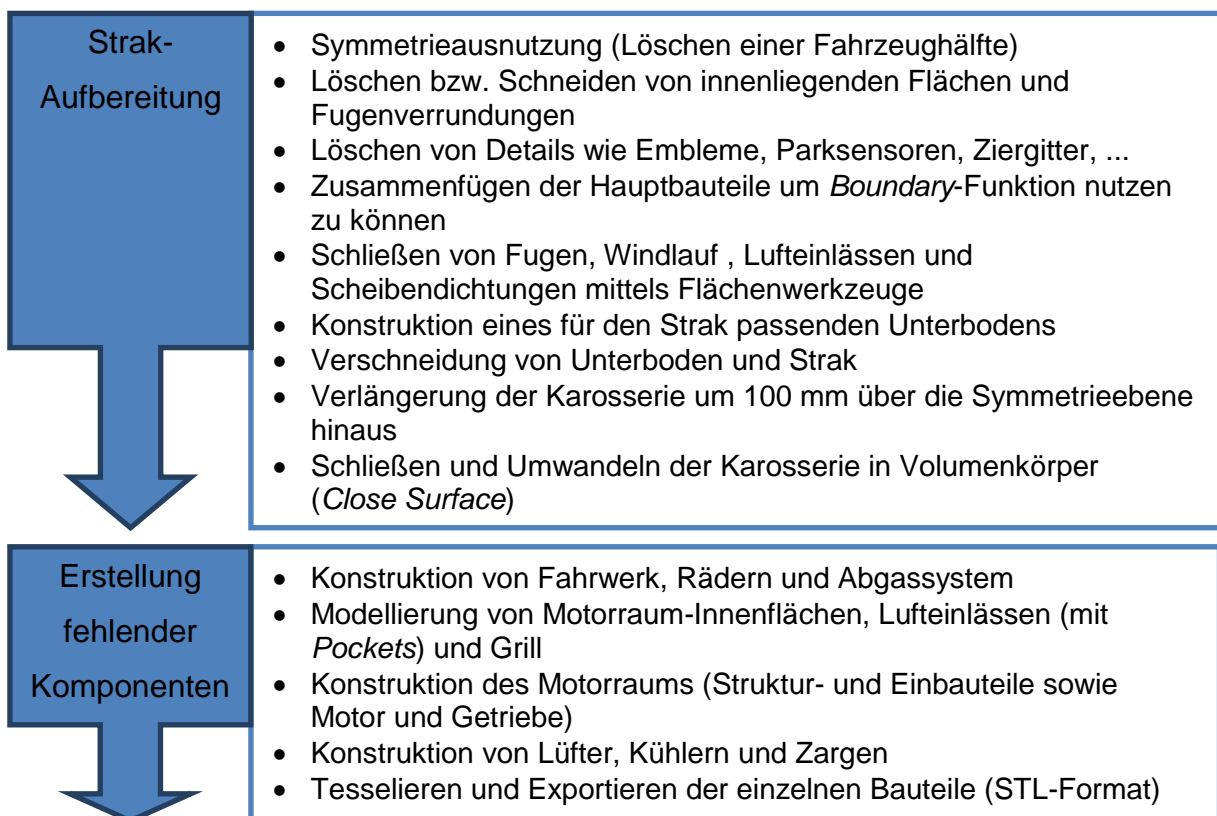 Strak-
Aufbereitung
• Symmetrieausnutzung (Löschen einer Fahrzeughälfte)
• Löschen bzw. Schneiden von innenliegenden Flächen und
Fugenverrundungen
• Löschen von Details wie Embleme, Parksensoren, Ziergitter, ...
• Zusammenfügen der Hauptbauteile um Boundary-Funktion nutzen
zu können
• Schließen von Fugen, Windlauf , Lufteinlässen und
Scheibendichtungen mittels Flächenwerkzeuge
• Konstruktion eines für den Strak passenden Unterbodens
• Verschneidung von Unterboden und Strak
• Verlängerung der Karosserie um 100 mm über die Symmetrieebene
hinaus
• Schließen und Umwandeln der Karosserie in Volumenkörper
(Close Surface)
Erstellung
fehlender
Komponenten
• Konstruktion von Fahrwerk, Rädern und Abgassystem
• Modellierung von Motorraum-Innenflächen, Lufteinlässen (mit
Pockets) und Grill
• Konstruktion des Motorraums (Struktur- und Einbauteile sowie
Motor und Getriebe)
• Konstruktion von Lüfter, Kühlern und Zargen
• Tesselieren und Exportieren der einzelnen Bauteile (STL-Format)